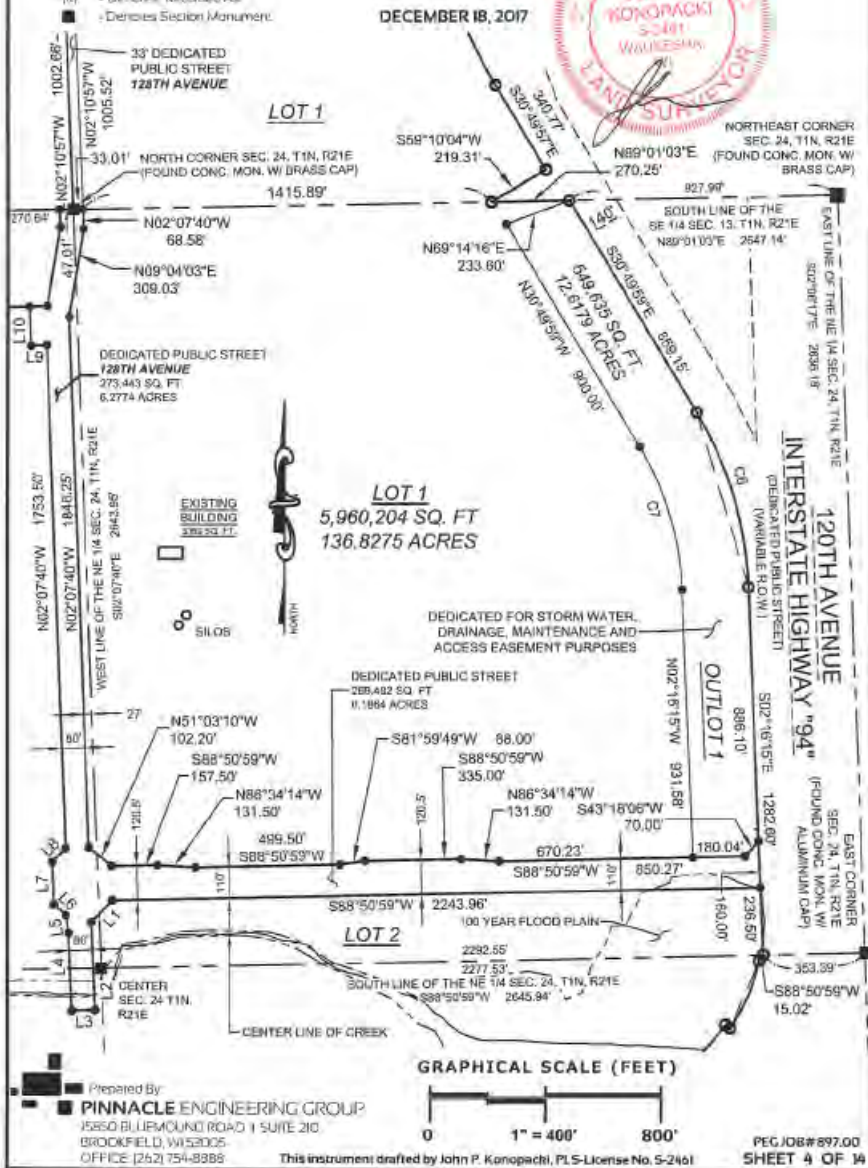 - Denotes Section Monument
DECEMBER 18, 2017
KONOPACKI
S-2461
WAUKESHA
LAND SURVEYOR
33' DEDICATED
PUBLIC STREET
128TH AVENUE
1002.66'
N02°10'57"W
N02°10'57"W
1005.52'
LOT 1
33.01'
NORTH CORNER SEC. 24, T1N, R21E
(FOUND CONC. MON. W/ BRASS CAP)
1415.89'
270.64'
N02°07'40"W
68.58'
47.01'
N09°04'03"E
309.03'
S30°49'57"E
340.77'
S59°10'04"W
219.31'
N89°01'03"E
270.25'
NORTHEAST CORNER
SEC. 24, T1N, R21E
(FOUND CONC. MON. W/
BRASS CAP)
927.99'
SOUTH LINE OF THE
SE 1/4 SEC. 13, T1N, R21E
N89°01'03"E 2647.14'
EAST LINE OF THE NE 1/4 SEC. 24, T1N, R21E
N69°14'16"E
233.60'
S30°49'59"E 859.15'
649,635 SQ. FT.
12.6179 ACRES
N30°49'59"W 900.00'
L10
L9
DEDICATED PUBLIC STREET
128TH AVENUE
273,443 SQ. FT
6.2774 ACRES
N02°07'40"W 1753.50'
N02°07'40"W 1846.25'
WEST LINE OF THE NE 1/4 SEC. 24, T1N, R21E
S02°07'40"E 2643.96'
EXISTING
BUILDING
SILOS
NORTH
LOT 1
5,960,204 SQ. FT
136.8275 ACRES
C6
C7
120TH AVENUE
INTERSTATE HIGHWAY "94"
(DEDICATED PUBLIC STREET)
(VARIABLE R.O.W.)
DEDICATED FOR STORM WATER,
DRAINAGE, MAINTENANCE AND
ACCESS EASEMENT PURPOSES
OUTLOT 1
N02°16'15"W 931.58'
886.10'
S02°16'15"E 1282.60'
DEDICATED PUBLIC STREET
27'
80'
N51°03'10"W
102.20'
S88°50'59"W
157.50'
N86°34'14"W
131.50'
S81°59'49"W 88.00'
S88°50'59"W
335.00'
N86°34'14"W
131.50'
S43°18'06"W
70.00'
120.5'
499.50'
S88°50'59"W
120.5'
670.23'
S88°50'59"W
180.04'
110'
110'
850.27'
S88°50'59"W 2243.96'
160.00'
236.50'
L8
L7
L6
L5
L4
L1
L2
L3
LOT 2
100 YEAR FLOOD PLAIN
2292.55'
2277.53'
SOUTH LINE OF THE NE 1/4 SEC. 24, T1N, R21E
S88°50'59"W 2645.94'
CENTER
SEC. 24 T1N,
R21E
CENTER LINE OF CREEK
EAST CORNER
SEC. 24, T1N, R21E
(FOUND CONC. MON. W/
ALUMINUM CAP)
353.39'
S88°50'59"W
15.02'
GRAPHICAL SCALE (FEET)
0 1" = 400' 800'
Prepared By:
PINNACLE ENGINEERING GROUP
15850 BLUEMOUND ROAD | SUITE 210
BROOKFIELD, WI 53005
OFFICE (262) 754-8888
This instrument drafted by John P. Konopacki, PLS-License No. S-2461
PEG JOB#897.00
SHEET 4 OF